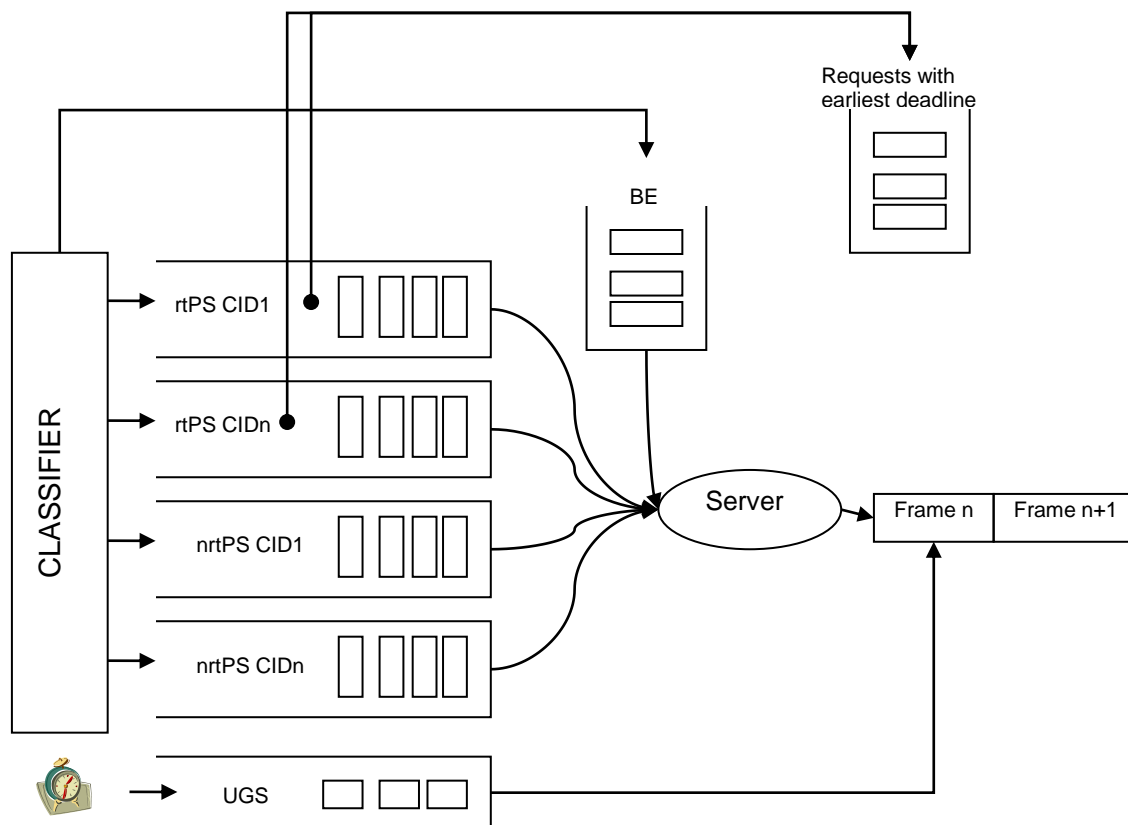 Requests with
earliest deadline
BE
CLASSIFIER
rtPS CID1
rtPS CIDn
nrtPS CID1
nrtPS CIDn
UGS
Server
Frame n
Frame n+1